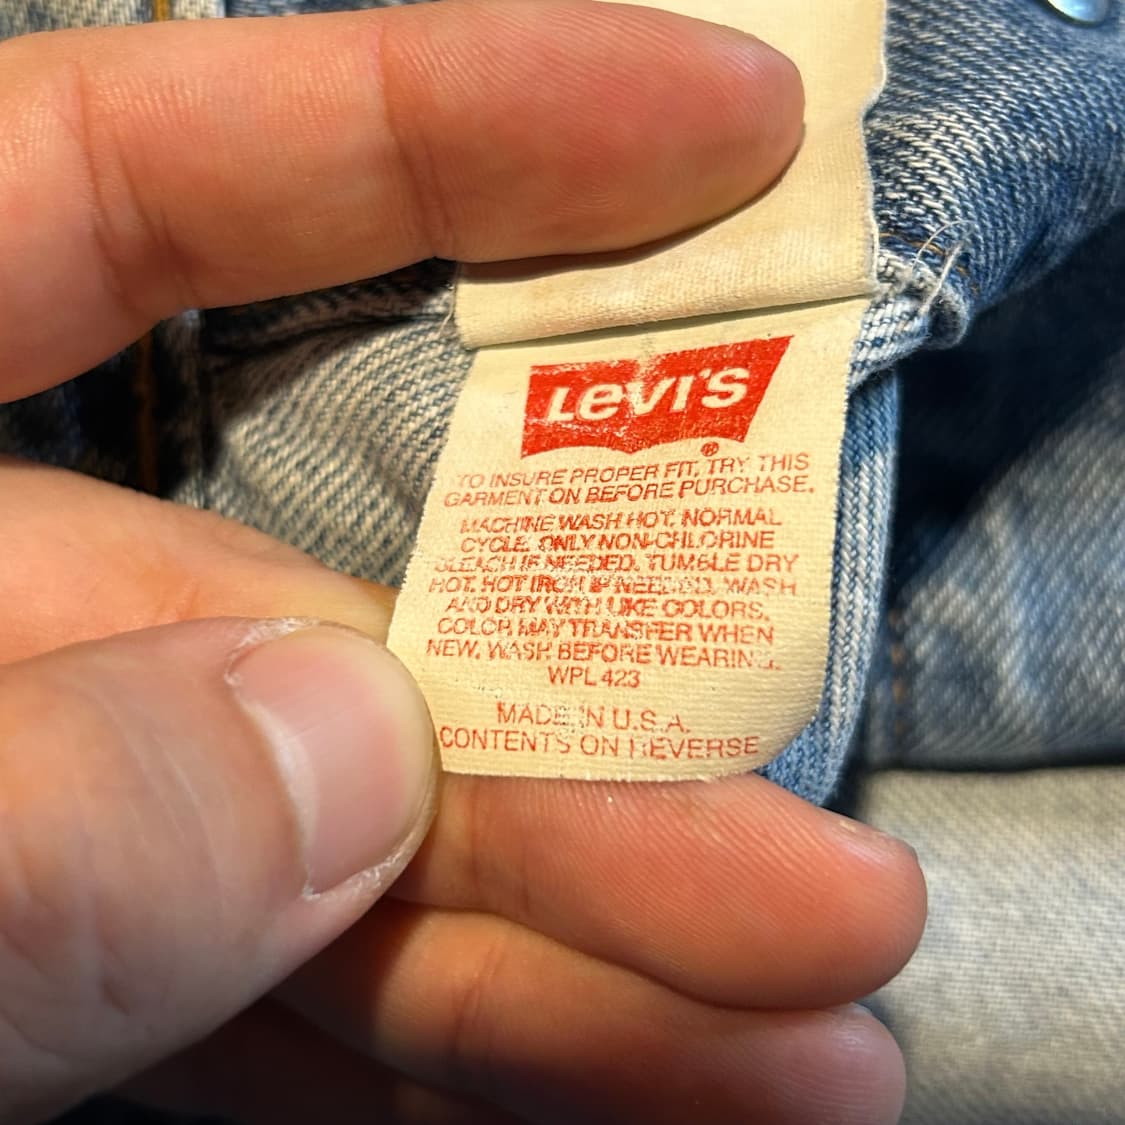 LEVI'S
®
TO INSURE PROPER FIT, TRY THIS
GARMENT ON BEFORE PURCHASE.
MACHINE WASH HOT, NORMAL
CYCLE. ONLY NON-CHLORINE
BLEACH IF NEEDED. TUMBLE DRY
HOT. HOT IRON IF NEEDED. WASH
AND DRY WITH LIKE COLORS.
COLOR MAY TRANSFER WHEN
NEW. WASH BEFORE WEARING.
WPL 423
MADE IN U.S.A.
CONTENTS ON REVERSE